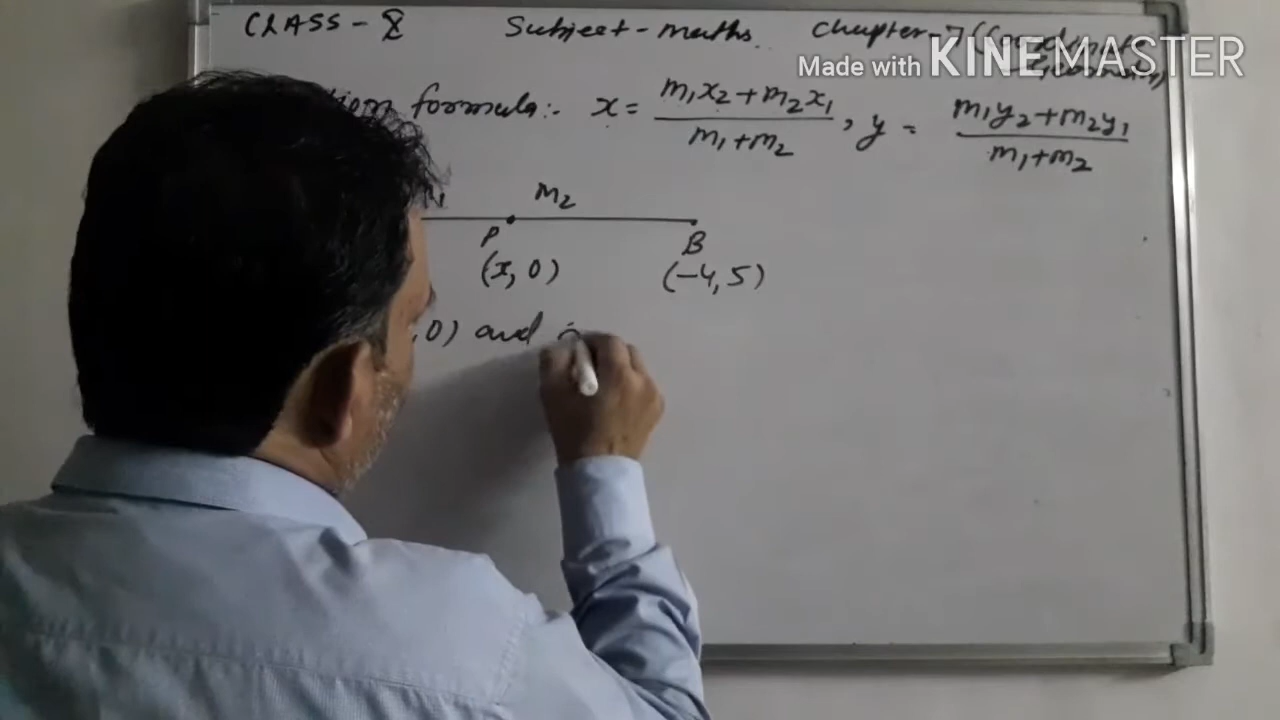 CLASS - X Subject - maths. Chapter - 7 (
Made with KINEMASTER
formula:- x = m₁x₂+m₂x₁ / m₁+m₂ , y = m₁y₂+m₂y₁ / m₁+m₂
m₂
P B
(x, 0) (-4, 5)
,0) and